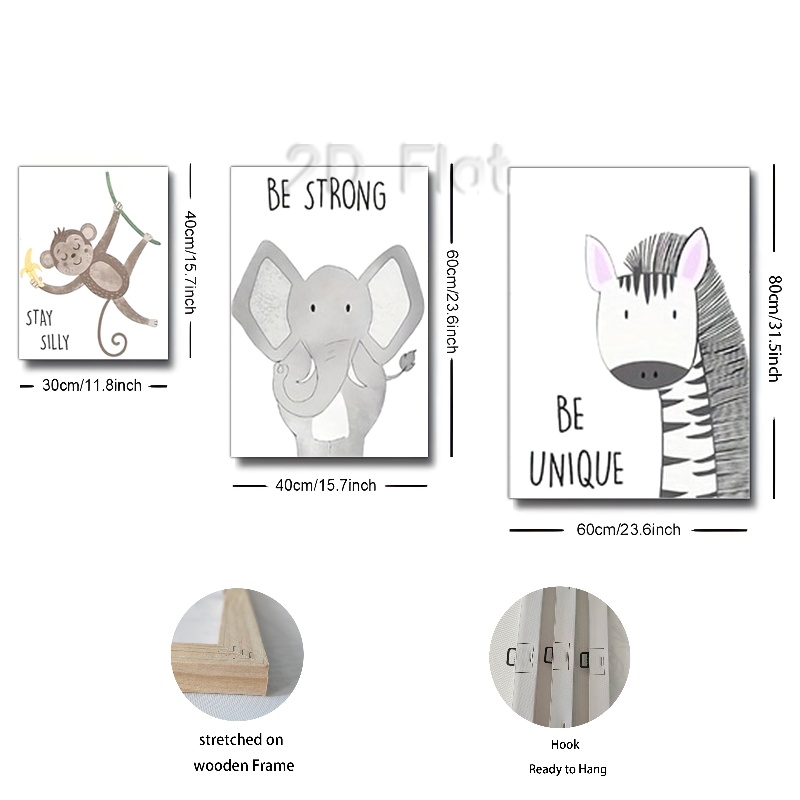 2D Flat
BE STRONG
STAY
SILLY
40cm/15.7inch
30cm/11.8inch
60cm/23.6inch
40cm/15.7inch
BE
UNIQUE
80cm/31.5inch
60cm/23.6inch
stretched on
wooden Frame
Hook
Ready to Hang